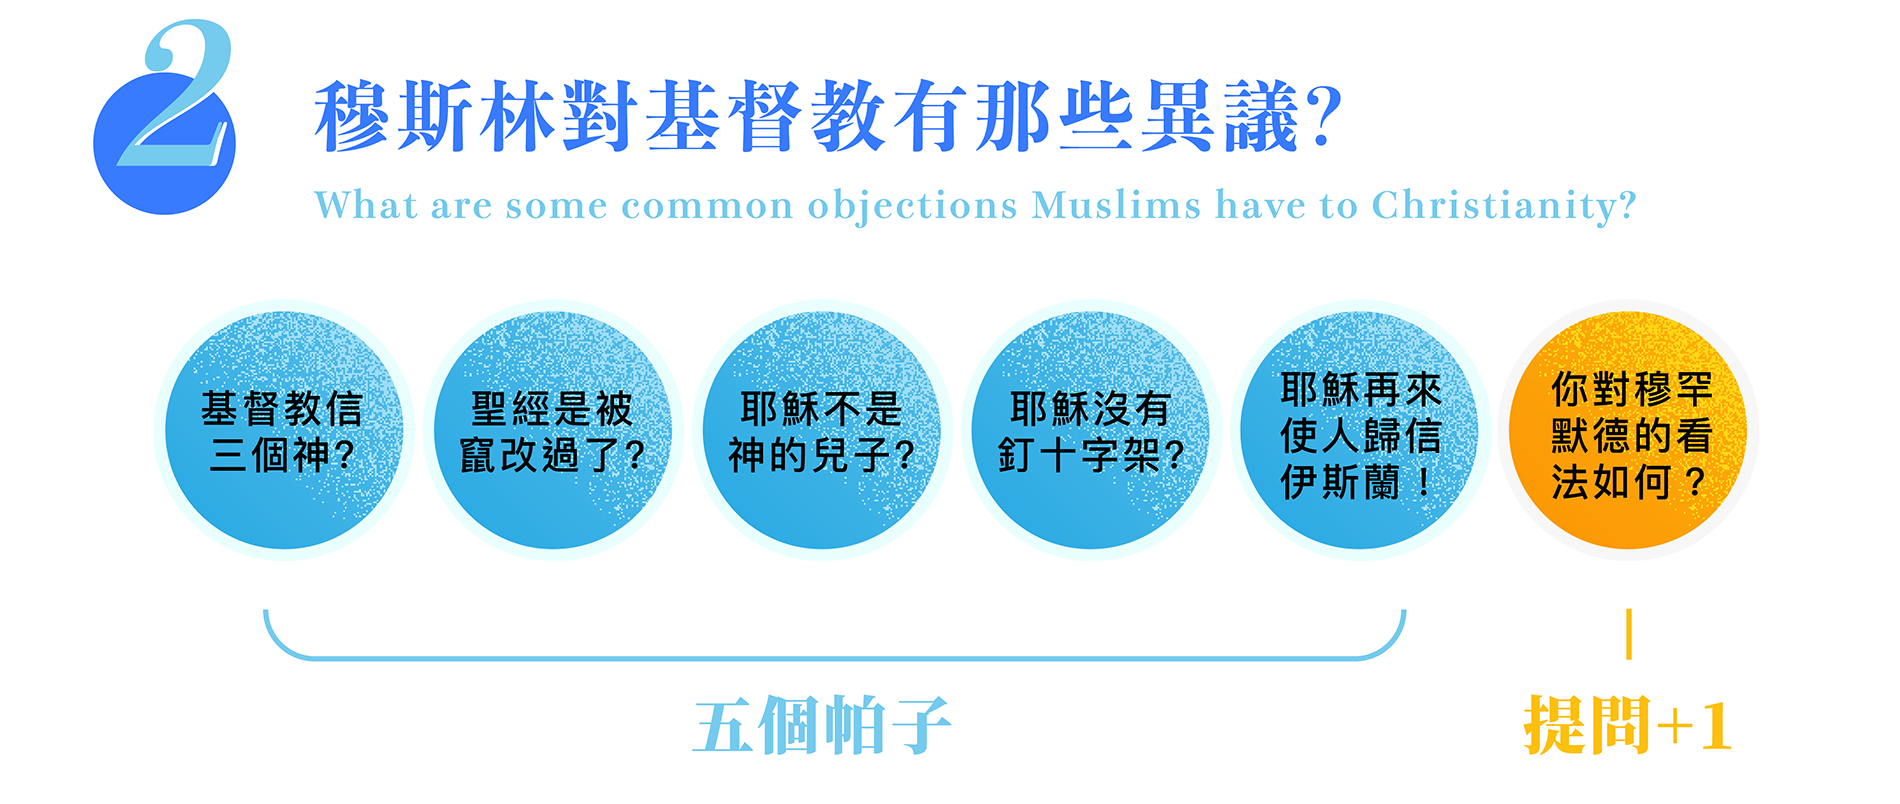 2
穆斯林對基督教有那些異議?
What are some common objections Muslims have to Christianity?
基督教信
三個神?
聖經是被
竄改過了?
耶穌不是
神的兒子?
耶穌沒有
釘十字架?
耶穌再來
使人歸信
伊斯蘭！
你對穆罕
默德的看
法如何？
五個帕子
提問+1